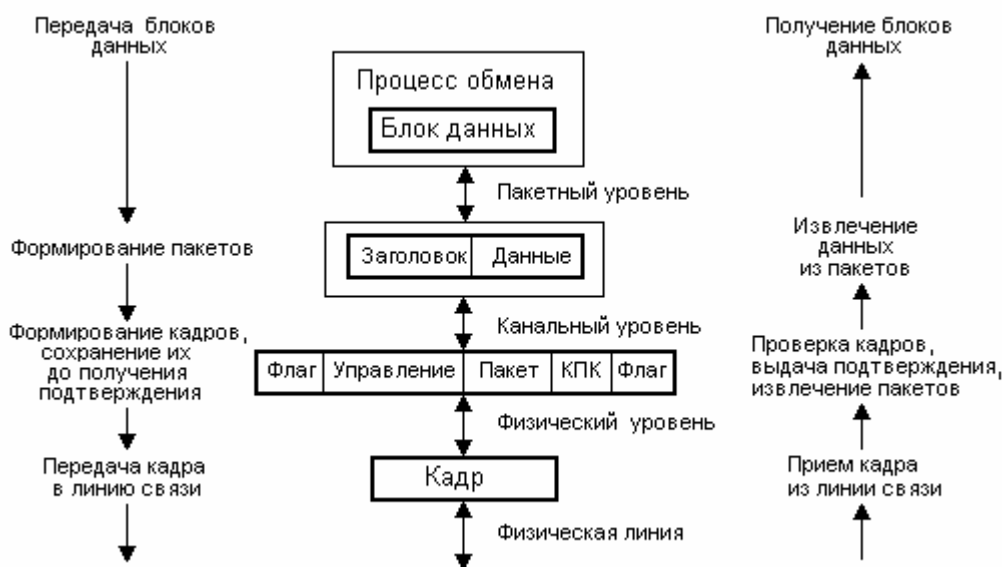 Передача блоков
данных
Формирование пакетов
Формирование кадров,
сохранение их
до получения
подтверждения
Передача кадра
в линию связи
Процесс обмена
Блок данных
Пакетный уровень
Заголовок Данные
Канальный уровень
Флаг Управление Пакет КПК Флаг
Физический уровень
Кадр
Физическая линия
Получение блоков
данных
Извлечение
данных
из пакетов
Проверка кадров,
выдача подтверждения,
извлечение пакетов
Прием кадра
из линии связи